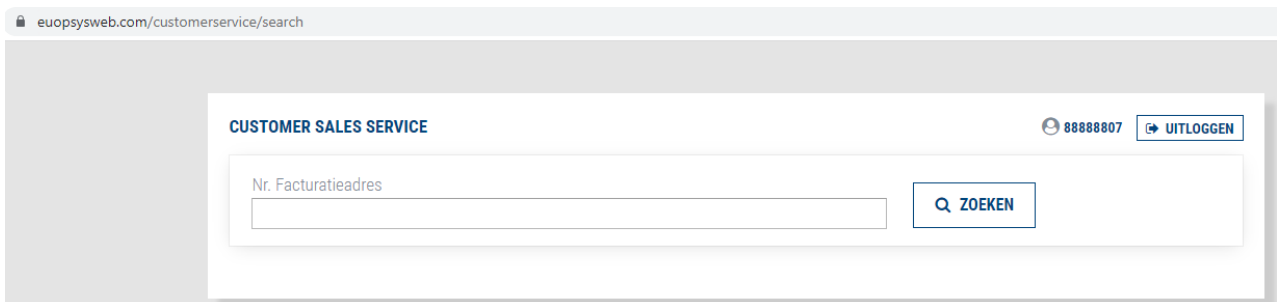 euopsysweb.com/customerservice/search
CUSTOMER SALES SERVICE
88888807
UITLOGGEN
Nr. Facturatieadres
ZOEKEN